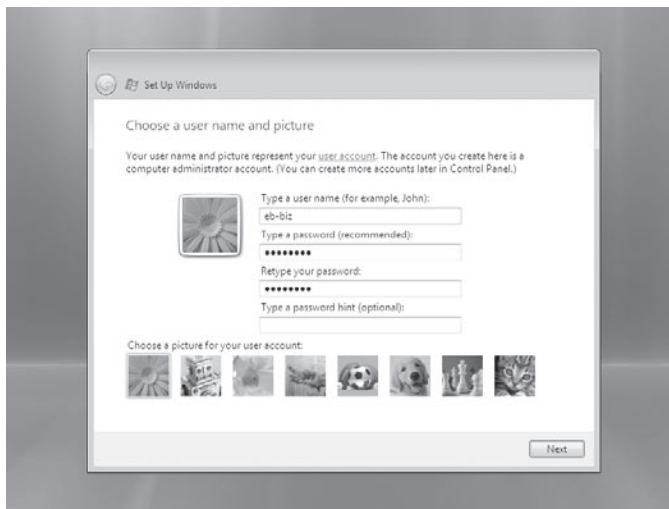 Set Up Windows
Choose a user name and picture
Your user name and picture represent your user account. The account you create here is a
computer administrator account. (You can create more accounts later in Control Panel.)
Type a user name (for example, John):
eb-biz
Type a password (recommended):
●●●●●●●●
Retype your password:
●●●●●●●●
Type a password hint (optional):
Choose a picture for your user account:
Next